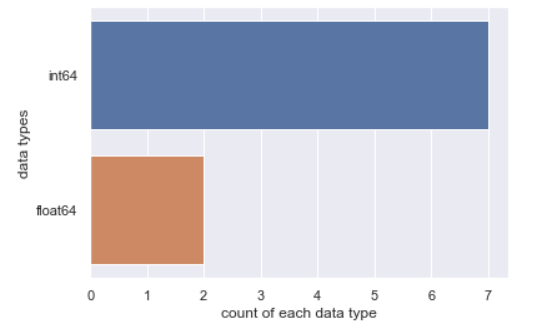 data types
int64
float64
0 1 2 3 4 5 6 7
count of each data type